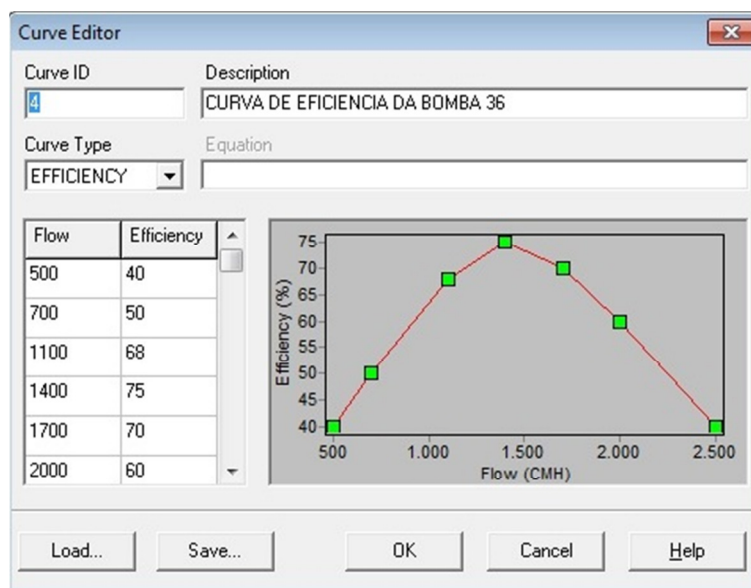 Curve Editor
Curve ID
Description
4
CURVA DE EFICIENCIA DA BOMBA 36
Curve Type
Equation
EFFICIENCY
Flow Efficiency
500 40
700 50
1100 68
1400 75
1700 70
2000 60
Efficiency (%)
75
70
65
60
55
50
45
40
500 1.000 1.500 2.000 2.500
Flow (CMH)
Load... Save... OK Cancel Help